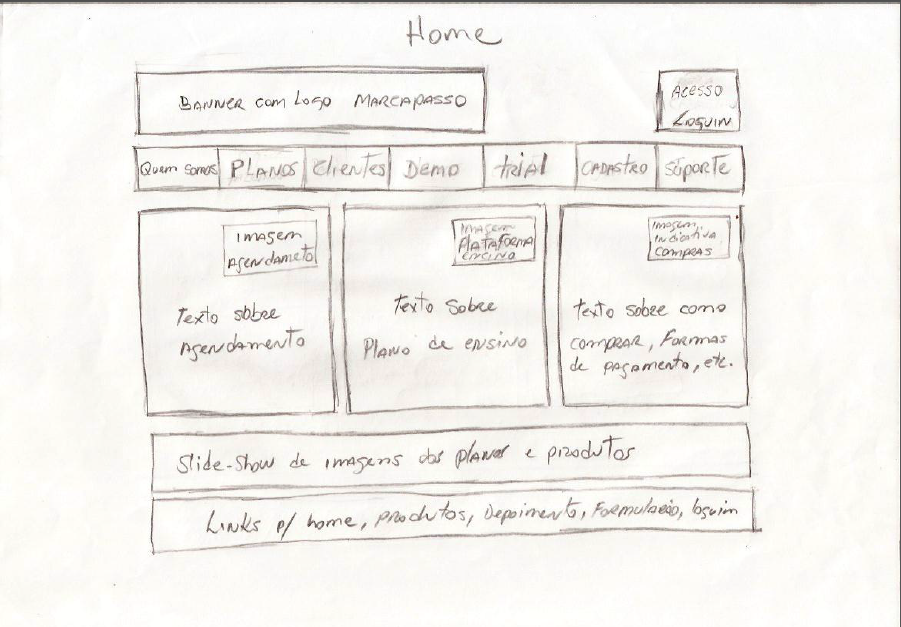 Home
BANNER com Logo MARCAPASSO
Acesso
Loguin
Quem somos PLANOS Clientes Demo tRIAL CADASTRO Suporte
imagem
Agendameto
imagem
PLATAFORMA
ensino
imagem
indicativa
compras
texto sobre
Agendamento
texto sobre
Plano de ensino
texto sobre como
comprar, Formas
de pagamento, etc.
Slide-show de imagens dos planos e produtos
Links p/ home, produtos, Depoimento, Formulario, loguim